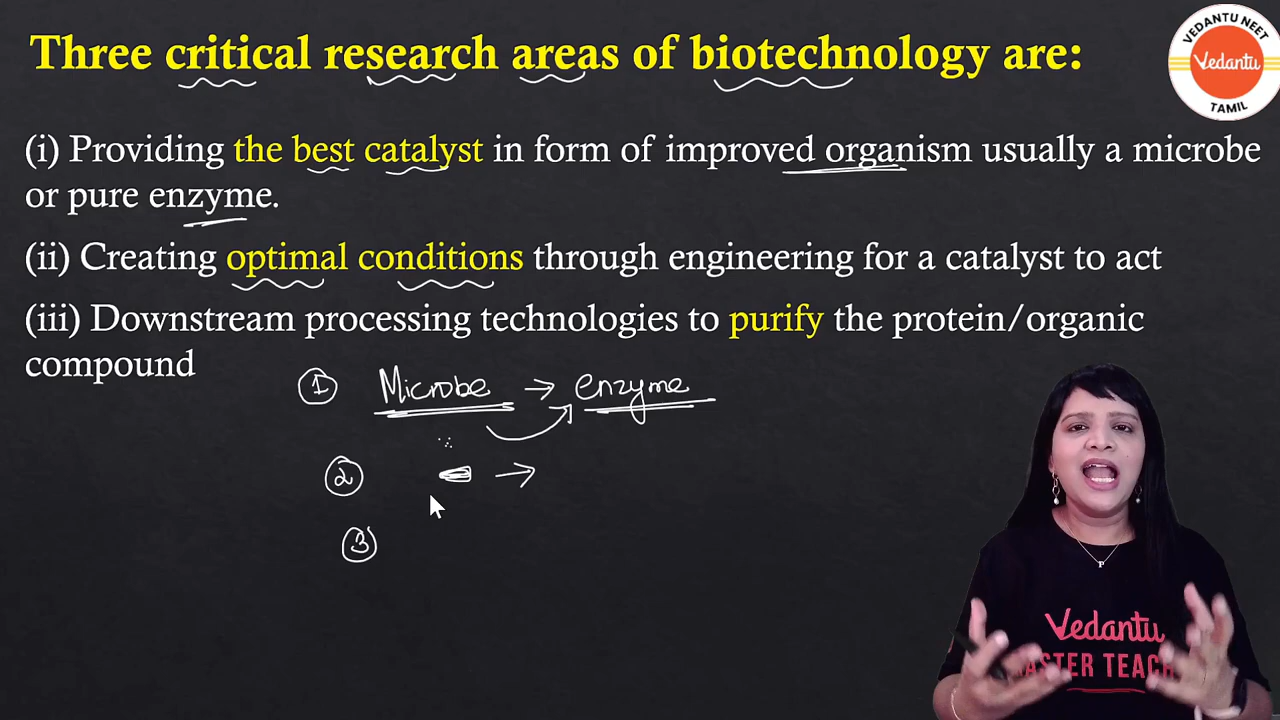 Three critical research areas of biotechnology are:
VEDANTU NEET
Vedantu
TAMIL
(i) Providing the best catalyst in form of improved organism usually a microbe
or pure enzyme.
(ii) Creating optimal conditions through engineering for a catalyst to act
(iii) Downstream processing technologies to purify the protein/organic
compound
① Microbe → enzyme
② →
③
Vedantu
MASTER TEACH